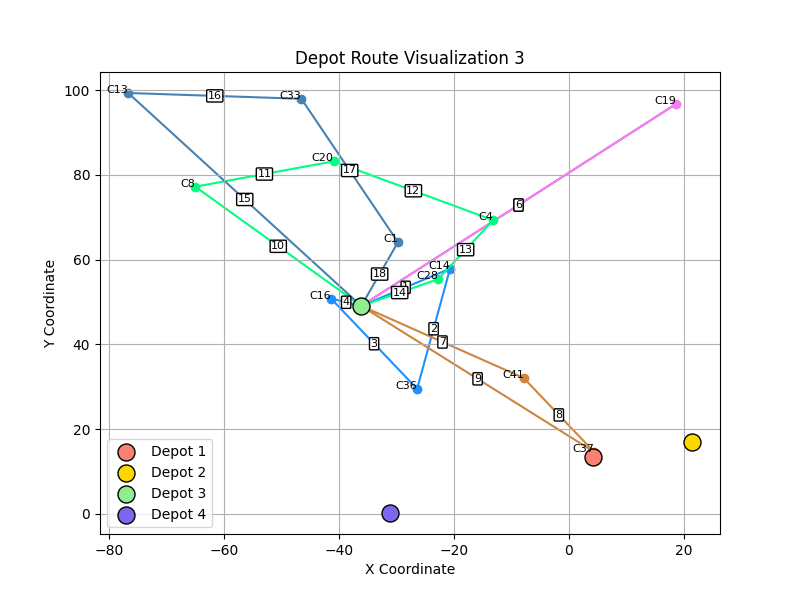 Depot Route Visualization 3
C13
16
C33
C19
C20
17
C8
11
12
15
6
C4
C1
10
13
C14
18
C28
14
C16
4
2
3
7
9
C41
C36
8
C37
100
80
60
40
20
0
Y Coordinate
Depot 1
Depot 2
Depot 3
Depot 4
−80
−60
−40
−20
0
20
X Coordinate